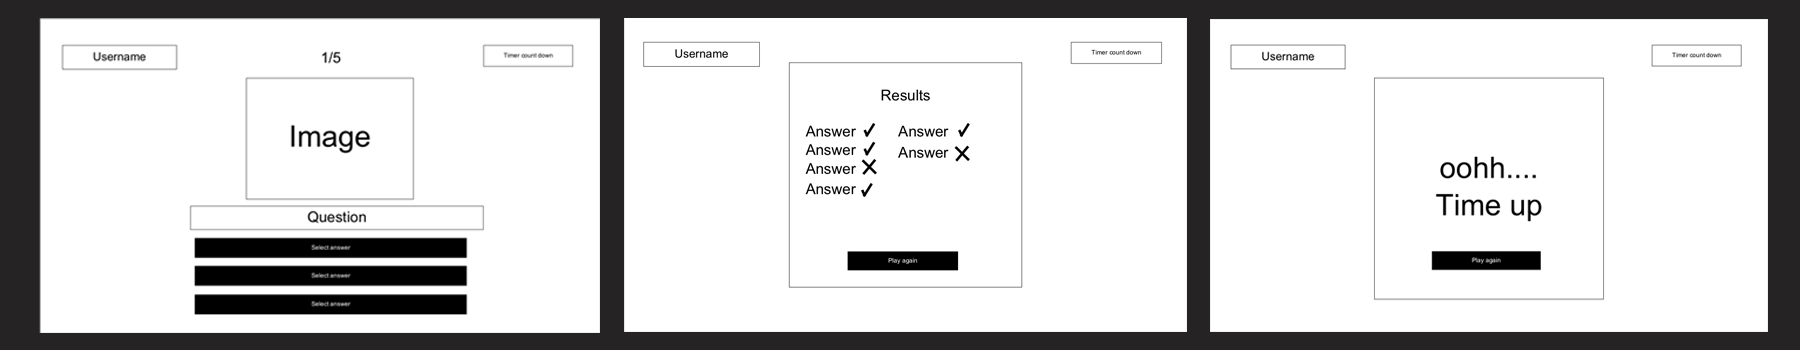 Username
1/5
Timer count down
Image
Question
Select answer
Select answer
Select answer
Username
Timer count down
Results
Answer ✓
Answer ✓
Answer ✕
Answer ✓
Answer ✓
Answer ✕
Play again
Username
Timer count down
oohh....
Time up
Play again